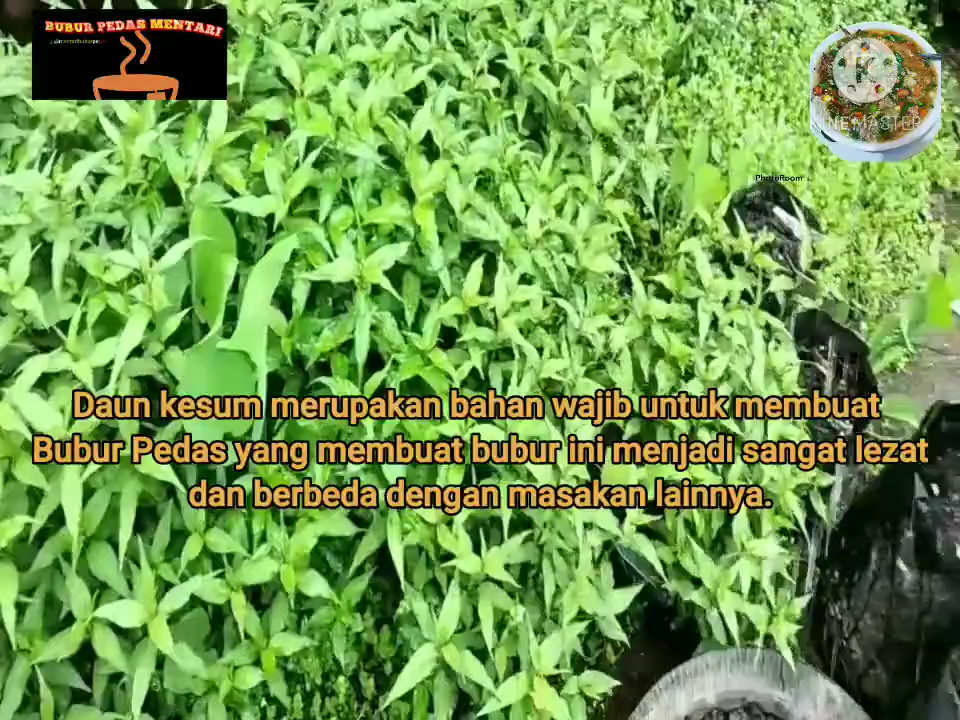 BUBUR PEDAS MENTARI
KINEMASTER
PhotoRoom
Daun kesum merupakan bahan wajib untuk membuat
Bubur Pedas yang membuat bubur ini menjadi sangat lezat
dan berbeda dengan masakan lainnya.